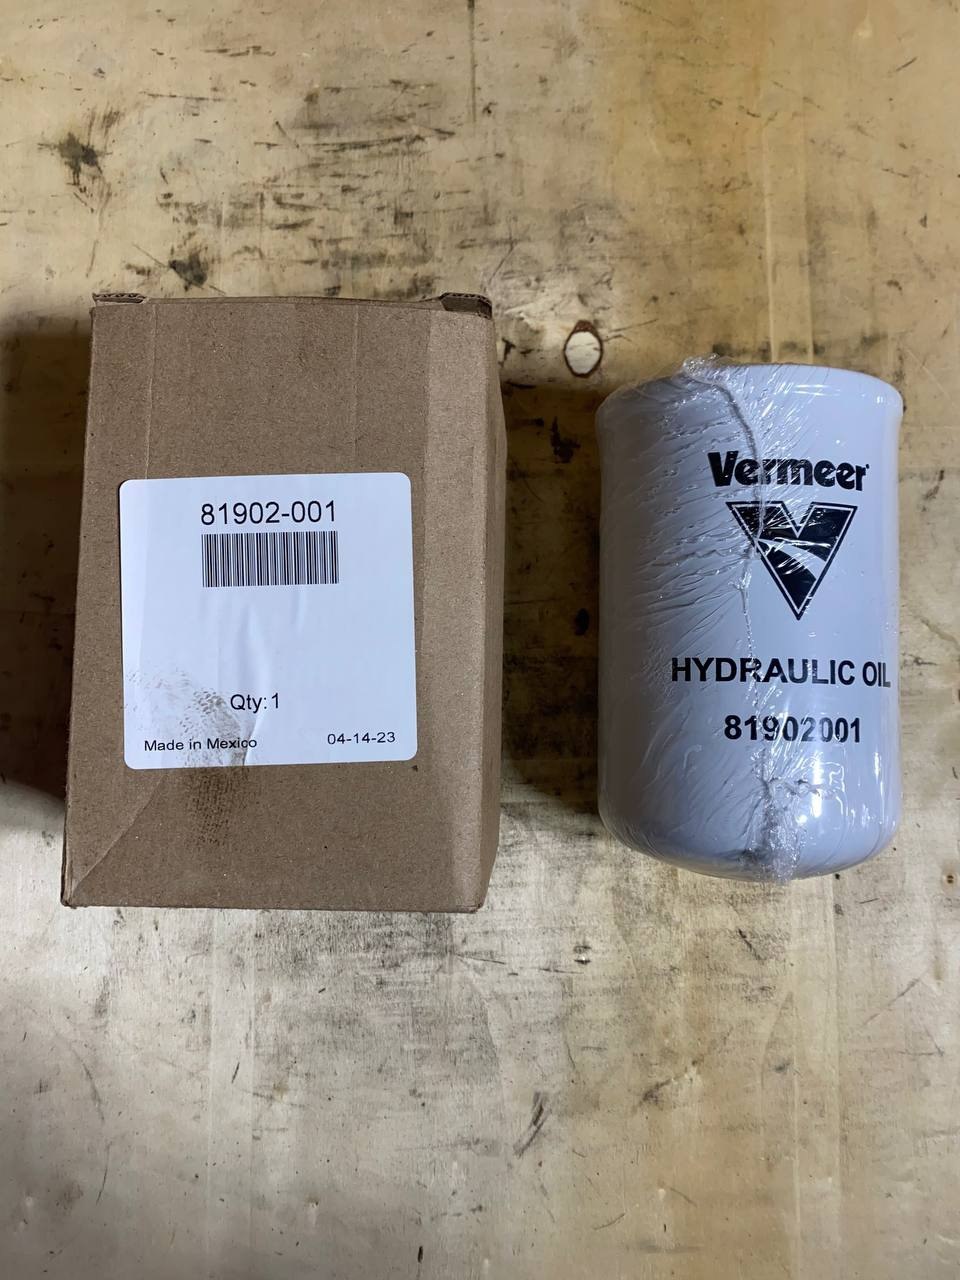 81902-001
Qty:1
Made in Mexico 04-14-23
Vermeer
HYDRAULIC OIL
81902001